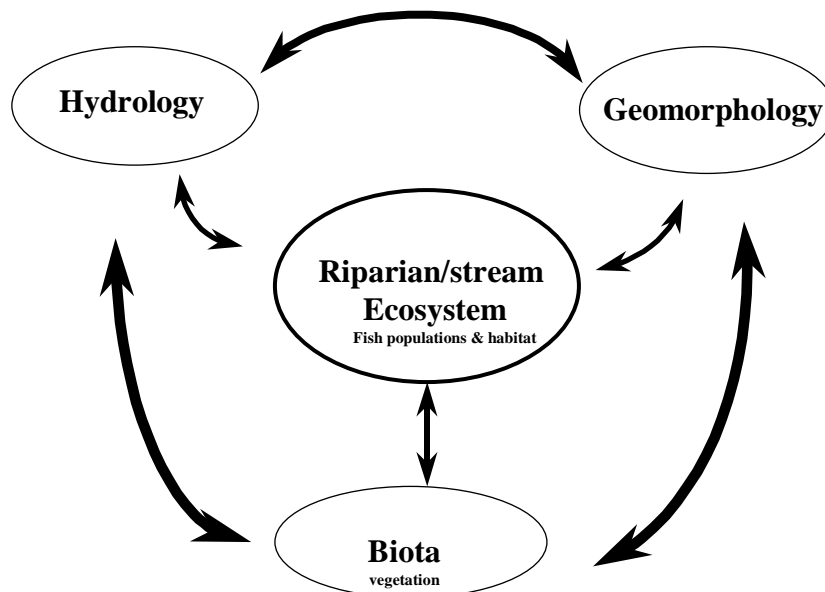 Hydrology
Geomorphology
Riparian/stream
Ecosystem
Fish populations & habitat
Biota
vegetation